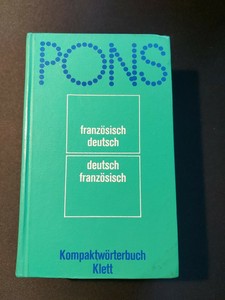 PONS
französisch
deutsch
deutsch
französisch
Kompaktwörterbuch
Klett